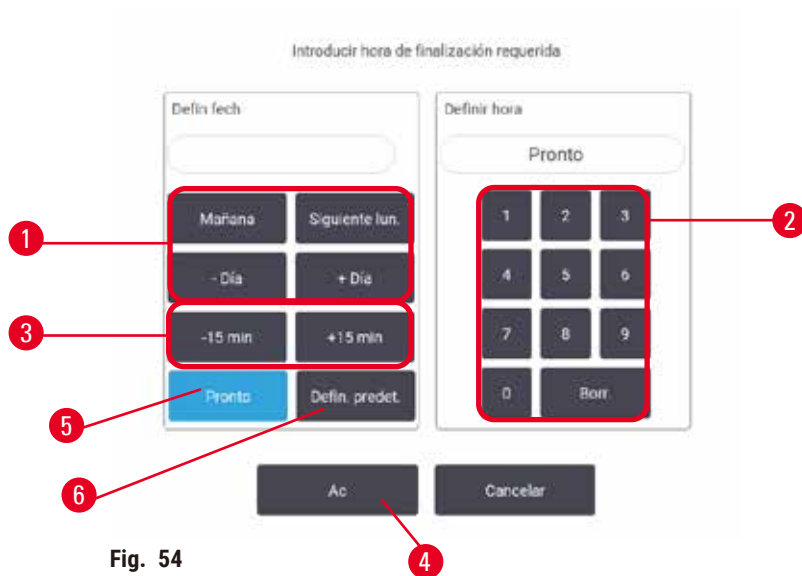 Introducir hora de finalización requerida
Defin fech
Definir hora
Pronto
Mañana
Siguiente lun.
1
2
3
1
2
- Día
+ Día
4
5
6
3
-15 min
+15 min
7
8
9
Pronto
Defin. predet.
0
Borr.
5
6
Ac
Cancelar
Fig. 54
4